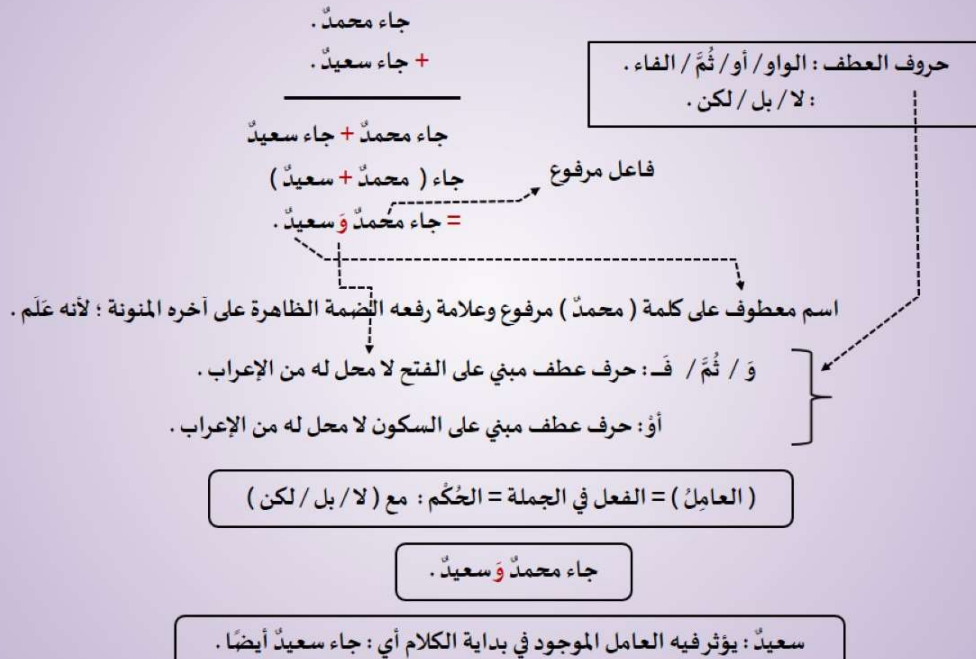 جاء محمدٌ .
+ جاء سعيدٌ .
حروف العطف : الواو / أو / ثُمَّ / الفاء .
: لا / بل / لكن .
جاء محمدٌ + جاء سعيدٌ
جاء ( محمدٌ + سعيدٌ )
فاعل مرفوع
= جاء محمدٌ وَ سعيدٌ .
اسم معطوف على كلمة ( محمدٌ ) مرفوع وعلامة رفعه الضمة الظاهرة على آخره المنونة ؛ لأنه عَلَم .
وَ / ثُمَّ / فَـ : حرف عطف مبني على الفتح لا محل له من الإعراب .
أوْ : حرف عطف مبني على السكون لا محل له من الإعراب .
( العامِلُ ) = الفعل في الجملة = الحُكْم : مع ( لا / بل / لكن )
جاء محمدٌ وَ سعيدٌ .
سعيدٌ : يؤثر فيه العامل الموجود في بداية الكلام أي : جاء سعيدٌ أيضًا .